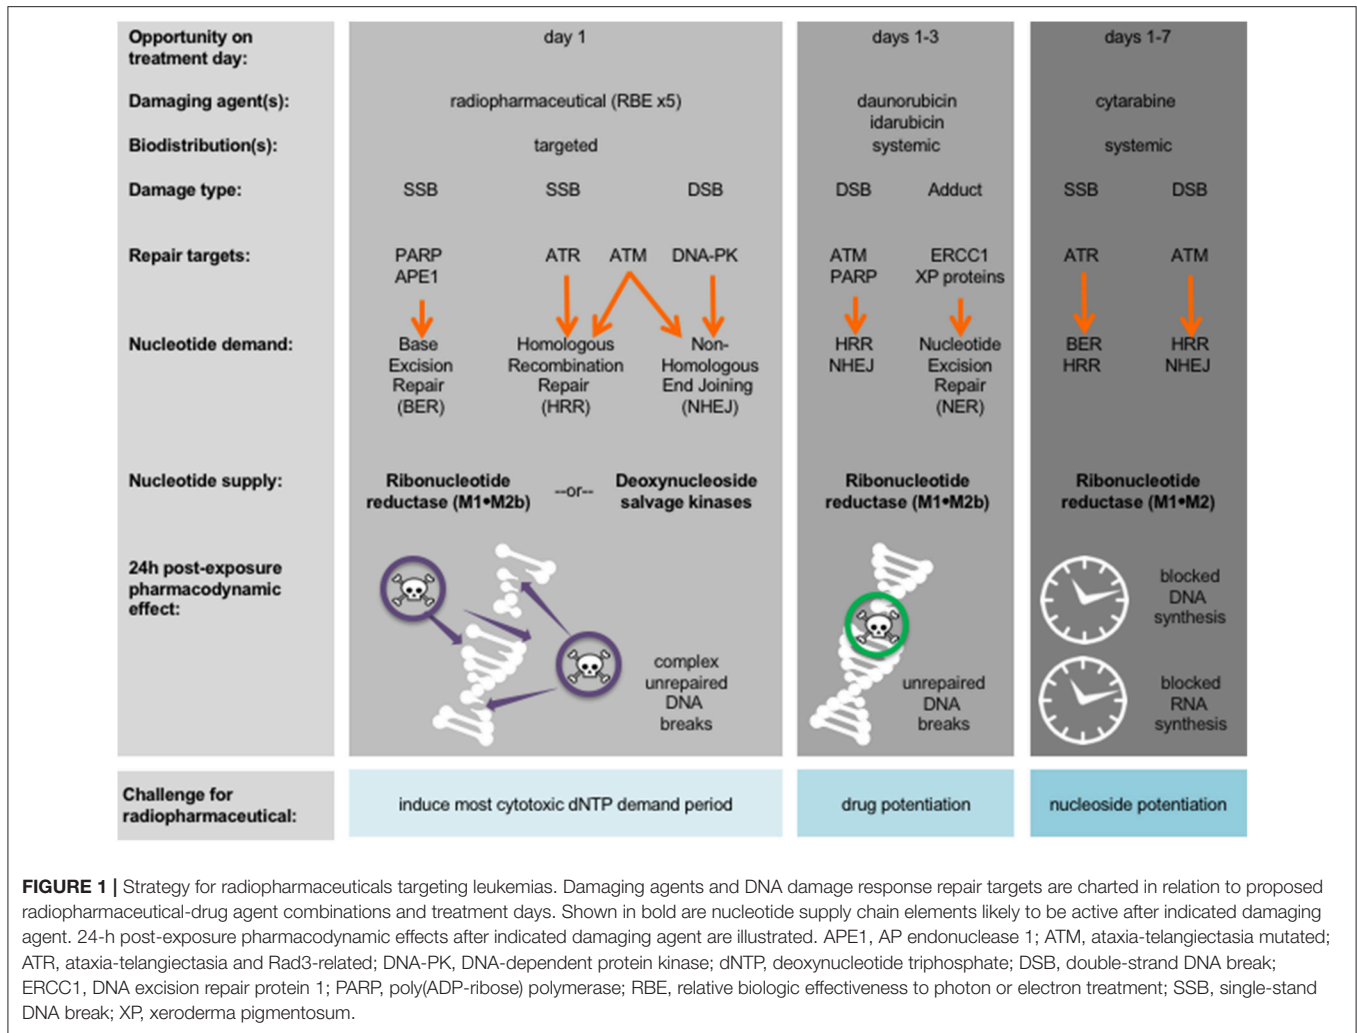 Opportunity on treatment day: day 1 days 1-3 days 1-7
Damaging agent(s): radiopharmaceutical (RBE x5) daunorubicin idarubicin cytarabine
Biodistribution(s): targeted systemic systemic
Damage type: SSB SSB DSB DSB Adduct SSB DSB
Repair targets: PARP APE1 ATR ATM DNA-PK ATM PARP ERCC1 XP proteins ATR ATM
Nucleotide demand: Base Excision Repair (BER) Homologous Recombination Repair (HRR) Non-Homologous End Joining (NHEJ) HRR NHEJ Nucleotide Excision Repair (NER) BER HRR HRR NHEJ
Nucleotide supply: Ribonucleotide reductase (M1•M2b) --or-- Deoxynucleoside salvage kinases Ribonucleotide reductase (M1•M2b) Ribonucleotide reductase (M1•M2)
24h post-exposure pharmacodynamic effect: complex unrepaired DNA breaks unrepaired DNA breaks blocked DNA synthesis blocked RNA synthesis
Challenge for radiopharmaceutical: induce most cytotoxic dNTP demand period drug potentiation nucleoside potentiation
FIGURE 1 | Strategy for radiopharmaceuticals targeting leukemias. Damaging agents and DNA damage response repair targets are charted in relation to proposed
radiopharmaceutical-drug agent combinations and treatment days. Shown in bold are nucleotide supply chain elements likely to be active after indicated damaging
agent. 24-h post-exposure pharmacodynamic effects after indicated damaging agent are illustrated. APE1, AP endonuclease 1; ATM, ataxia-telangiectasia mutated;
ATR, ataxia-telangiectasia and Rad3-related; DNA-PK, DNA-dependent protein kinase; dNTP, deoxynucleotide triphosphate; DSB, double-strand DNA break;
ERCC1, DNA excision repair protein 1; PARP, poly(ADP-ribose) polymerase; RBE, relative biologic effectiveness to photon or electron treatment; SSB, single-stand
DNA break; XP, xeroderma pigmentosum.